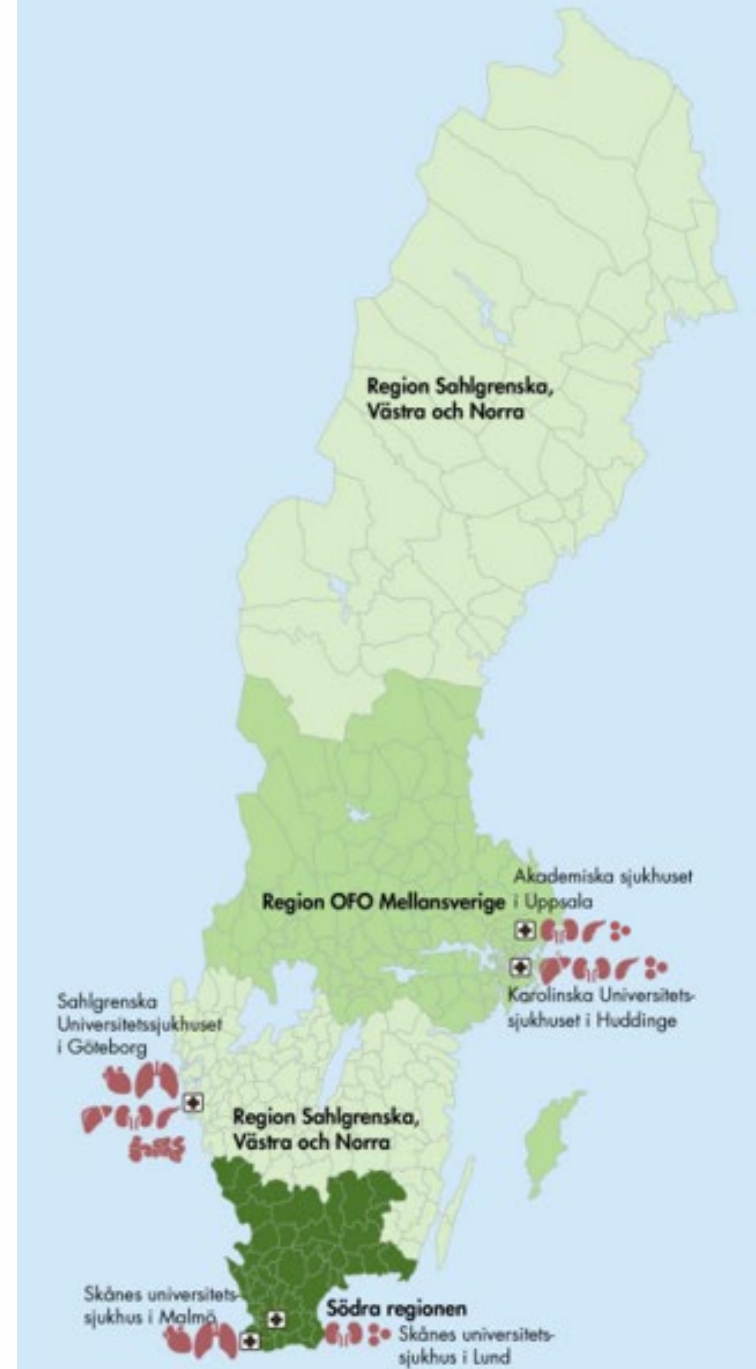 Region Sahlgrenska,
Västra och Norra
Akademiska sjukhuset
i Uppsala
Region OFO Mellansverige
Karolinska Universitets-
sjukhuset i Huddinge
Sahlgrenska
Universitetssjukhuset
i Göteborg
Region Sahlgrenska,
Västra och Norra
Skånes universitets-
sjukhus i Malmö
Södra regionen
Skånes universitets-
sjukhus i Lund